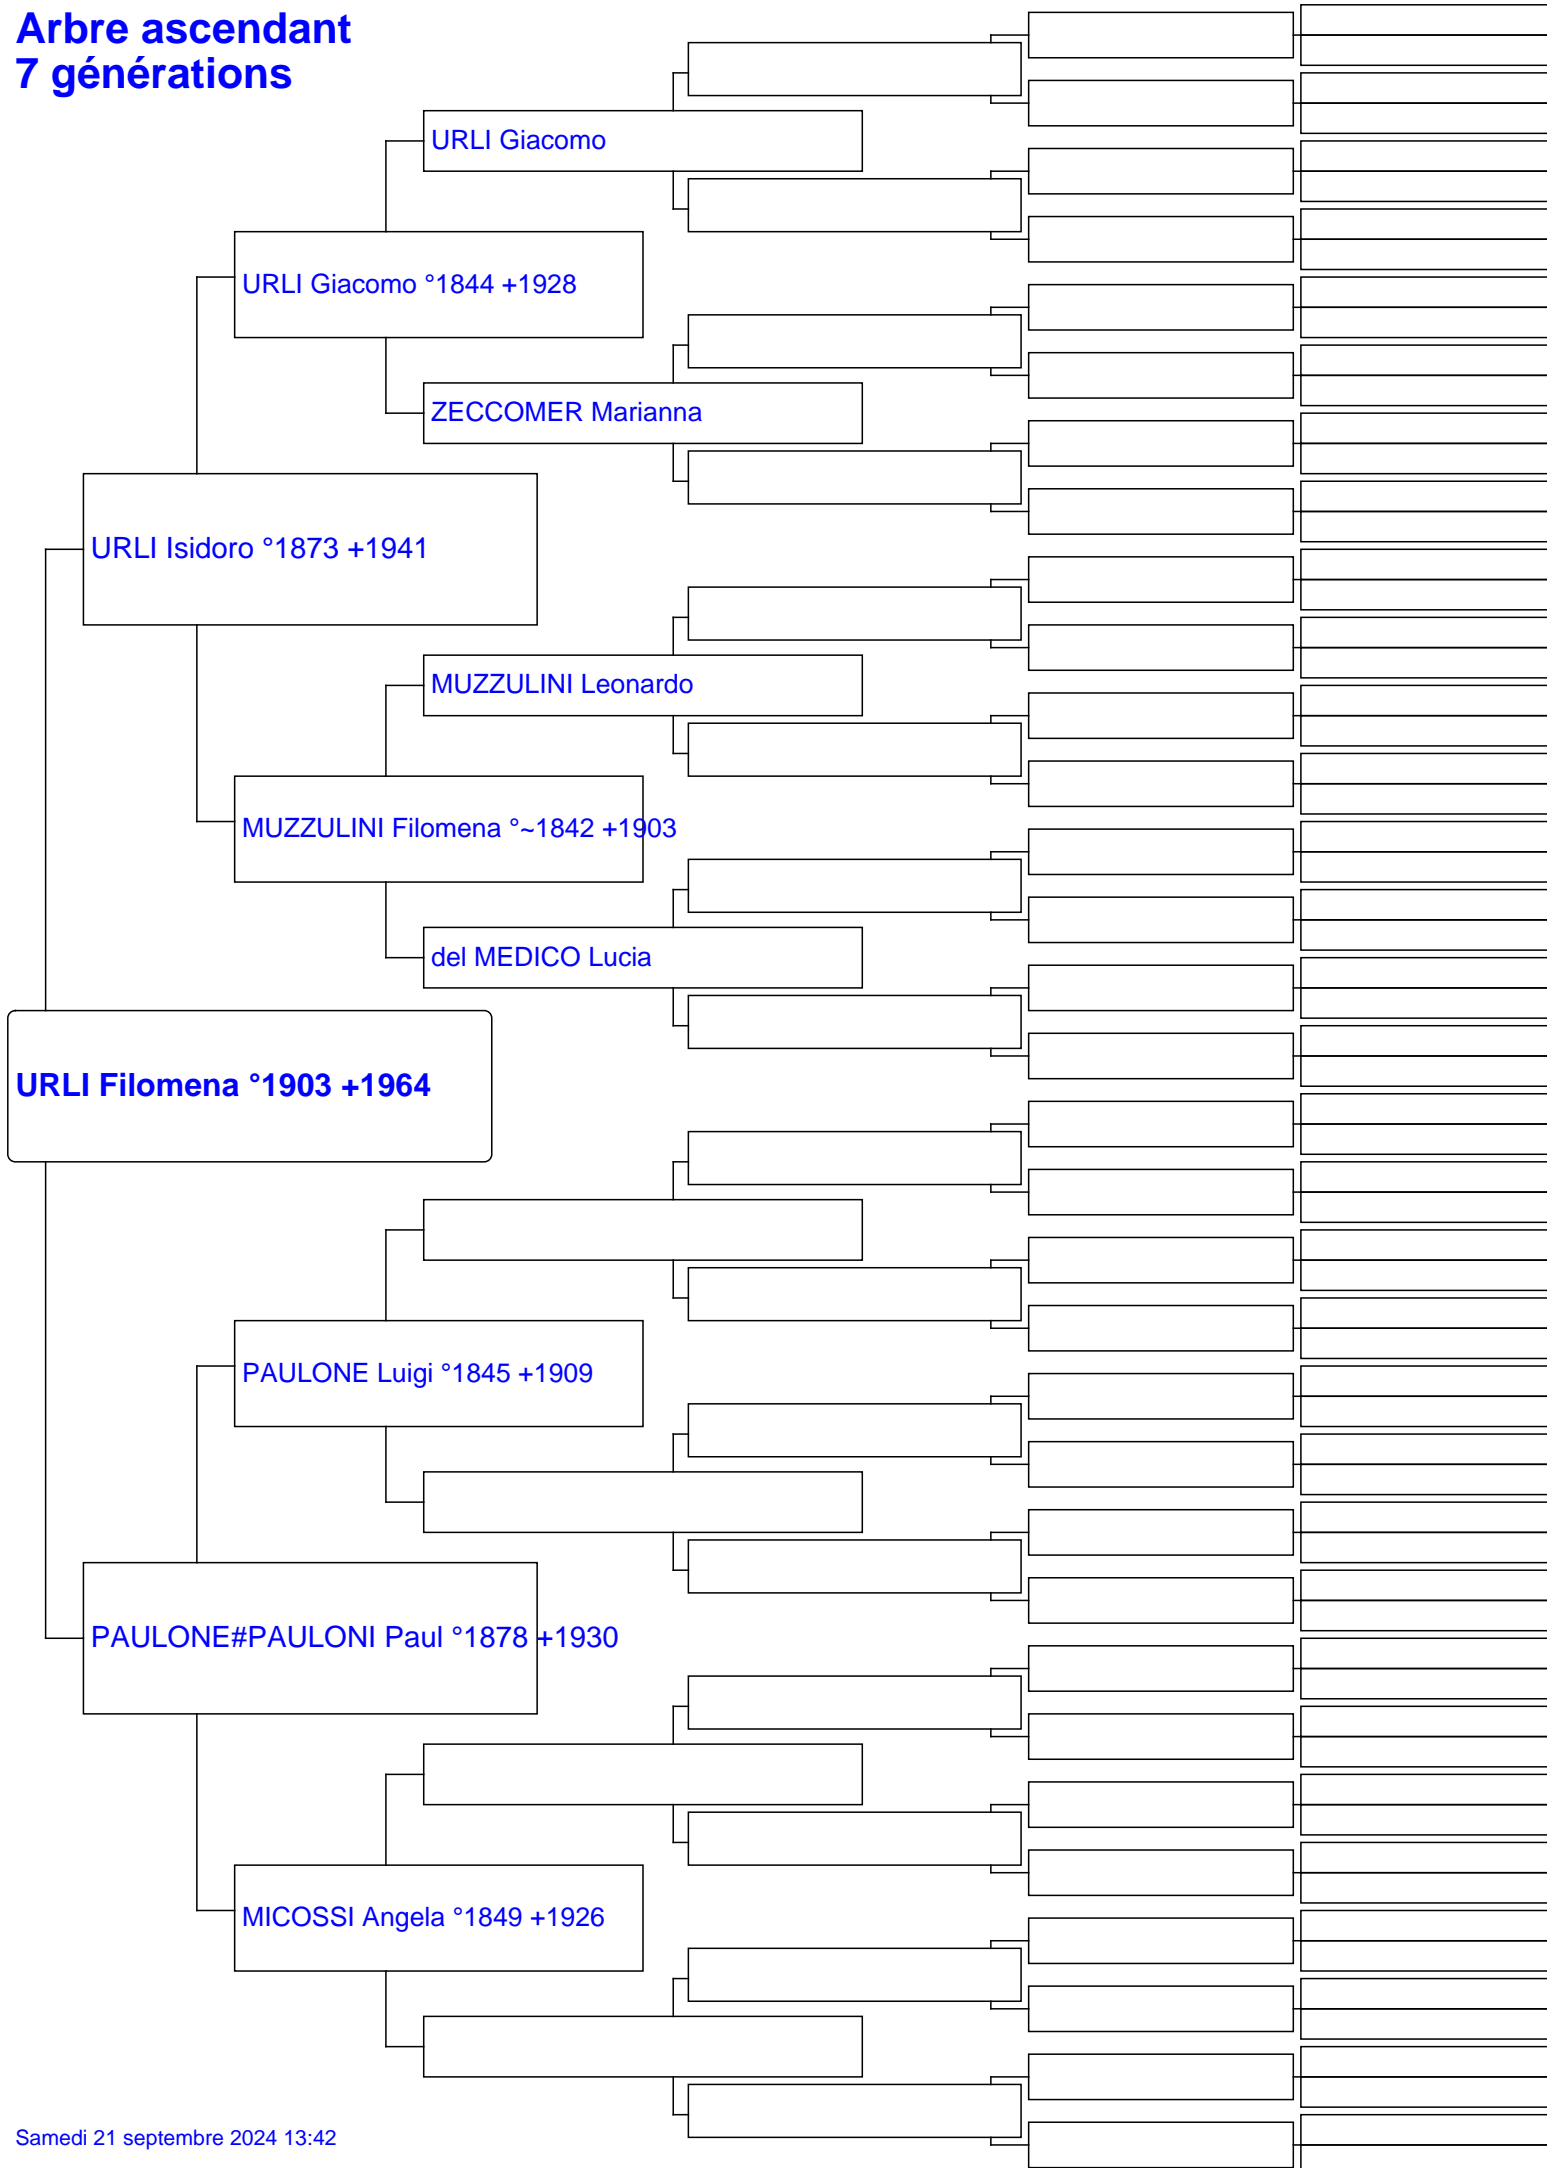 Arbre ascendant
7 générations
URLI Giacomo
URLI Giacomo °1844 +1928
ZECCOMER Marianna
URLI Isidoro °1873 +1941
MUZZULINI Leonardo
MUZZULINI Filomena °~1842 +1903
del MEDICO Lucia
URLI Filomena °1903 +1964
PAULONE Luigi °1845 +1909
PAULONE#PAULONI Paul °1878 +1930
MICOSSI Angela °1849 +1926
Samedi 21 septembre 2024 13:42